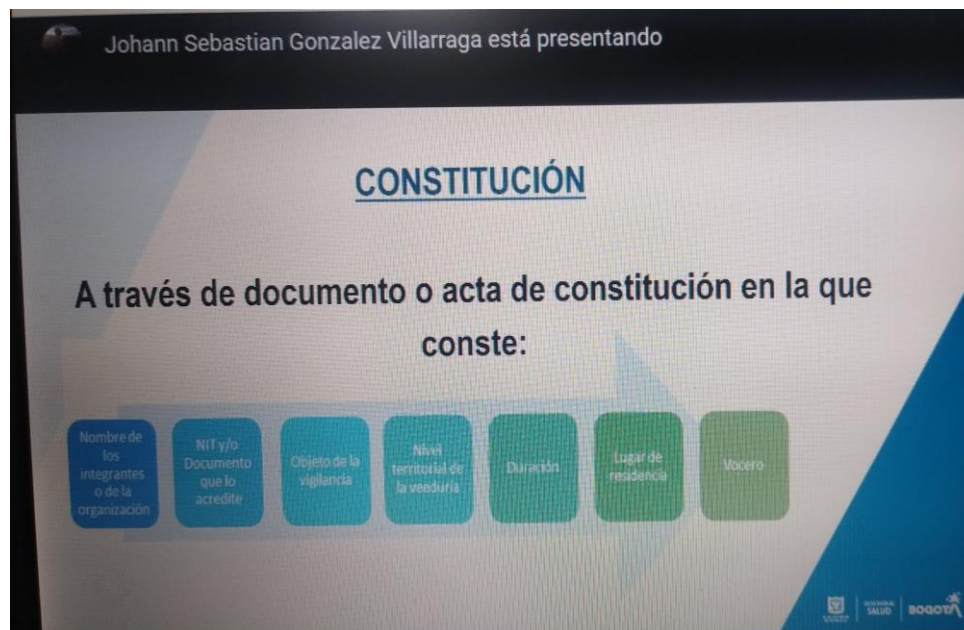 Johann Sebastian Gonzalez Villarraga está presentando
CONSTITUCIÓN
A través de documento o acta de constitución en la que
conste:
Nombre de
los
integrantes
o de la
organización
NIT y/o
Documento
que lo
acredite
Objeto de la
vigilancia
Nivel
territorial de
la veeduría
Duración
Lugar de
residencia
Vocero
SALUD
BOGOTÁ